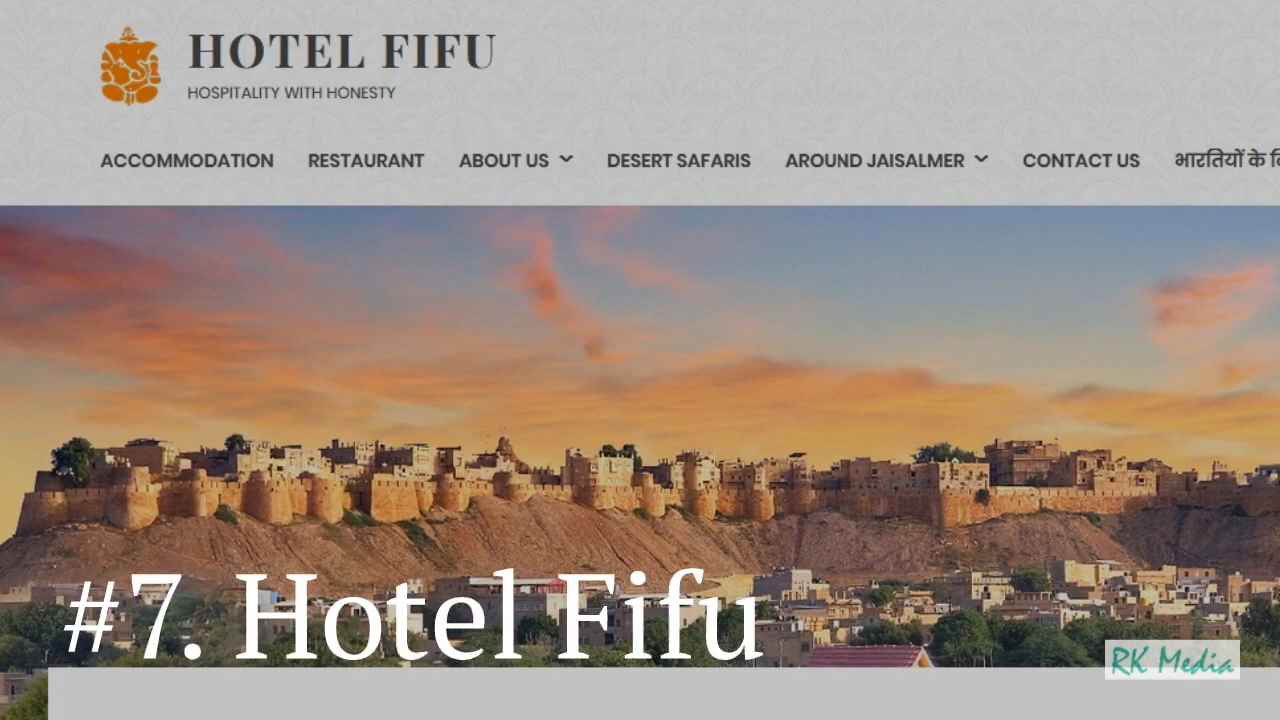 HOTEL FIFU
HOSPITALITY WITH HONESTY
ACCOMMODATION RESTAURANT ABOUT US DESERT SAFARIS AROUND JAISALMER CONTACT US भारतियों के
#7. Hotel Fifu
RK Media